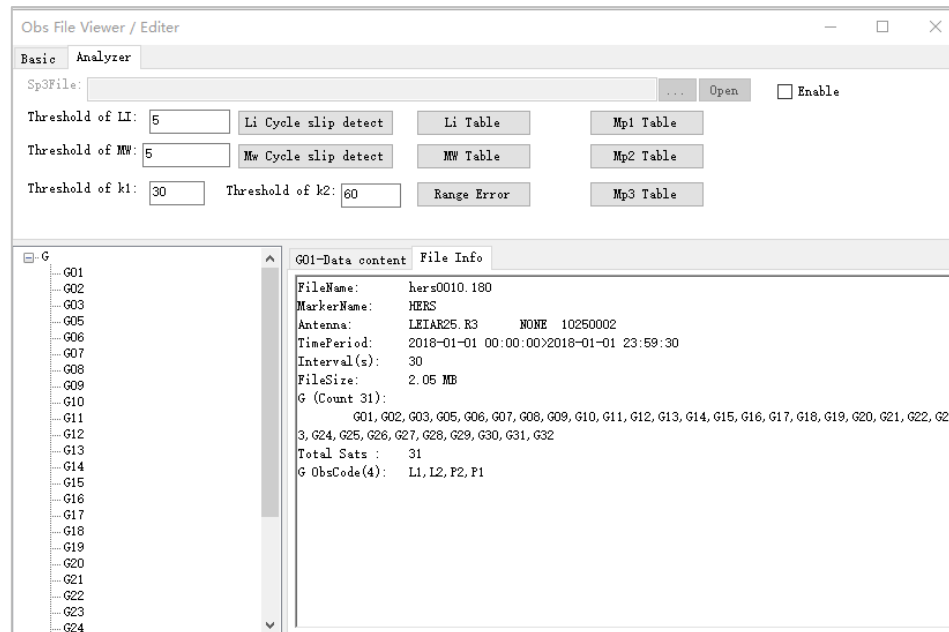 Obs File Viewer / Editer
Basic Analyzer
Sp3File: ... Open Enable
Threshold of LI: 5 Li Cycle slip detect Li Table Mp1 Table
Threshold of MW: 5 Mw Cycle slip detect MW Table Mp2 Table
Threshold of k1: 30 Threshold of k2: 60 Range Error Mp3 Table
G
G01
G02
G03
G05
G06
G07
G08
G09
G10
G11
G12
G13
G14
G15
G16
G17
G18
G19
G20
G21
G22
G23
G24
G01-Data content File Info
FileName: hers0010.180
MarkerName: HERS
Antenna: LEIAR25.R3 NONE 10250002
TimePeriod: 2018-01-01 00:00:00>2018-01-01 23:59:30
Interval(s): 30
FileSize: 2.05 MB
G (Count 31):
G01,G02,G03,G05,G06,G07,G08,G09,G10,G11,G12,G13,G14,G15,G16,G17,G18,G19,G20,G21,G22,G2
3,G24,G25,G26,G27,G28,G29,G30,G31,G32
Total Sats : 31
G ObsCode(4): L1,L2,P2,P1